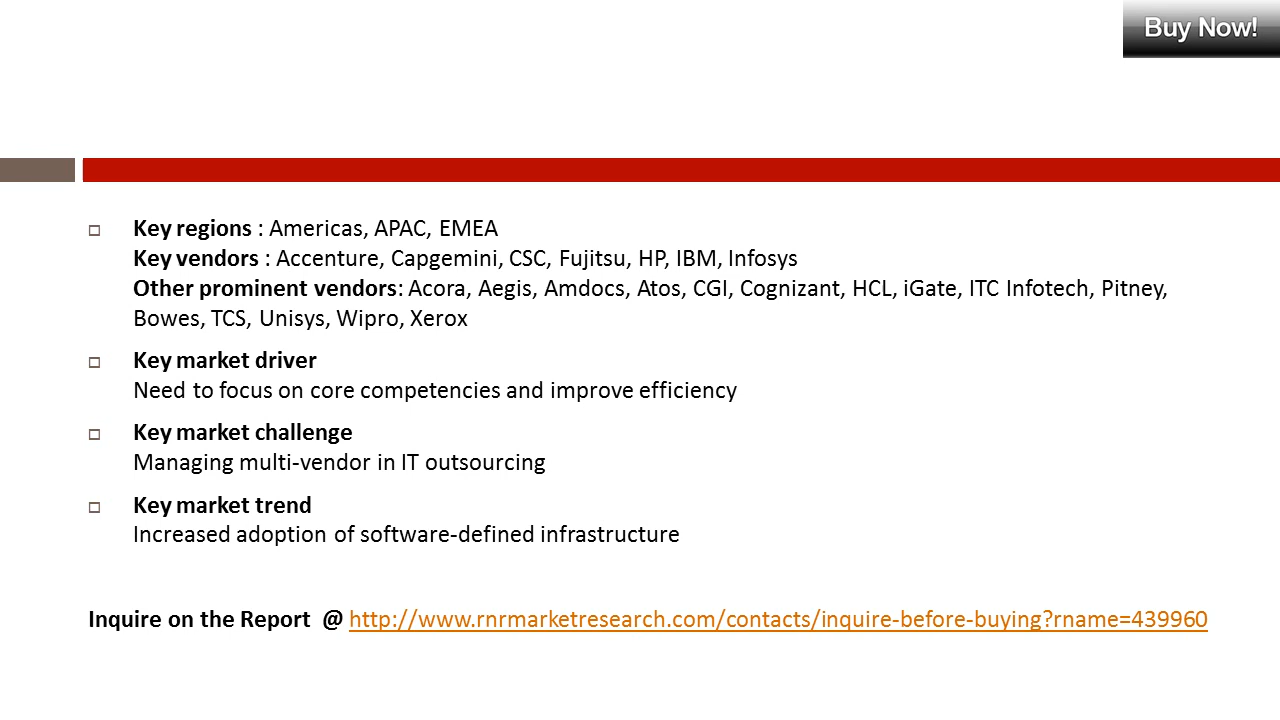 Buy Now!
Key regions : Americas, APAC, EMEA
Key vendors : Accenture, Capgemini, CSC, Fujitsu, HP, IBM, Infosys
Other prominent vendors: Acora, Aegis, Amdocs, Atos, CGI, Cognizant, HCL, iGate, ITC Infotech, Pitney,
Bowes, TCS, Unisys, Wipro, Xerox
Key market driver
Need to focus on core competencies and improve efficiency
Key market challenge
Managing multi-vendor in IT outsourcing
Key market trend
Increased adoption of software-defined infrastructure
Inquire on the Report @ http://www.rnrmarketresearch.com/contacts/inquire-before-buying?rname=439960